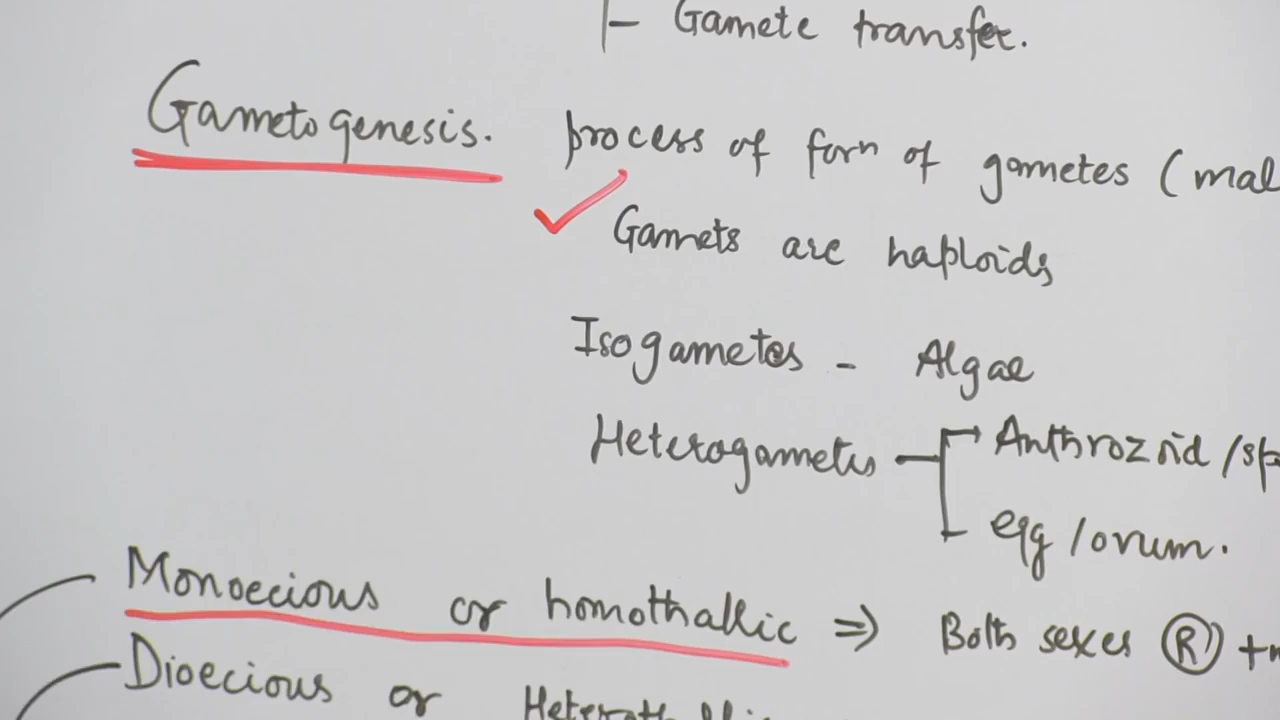 Gamete transfer.
Gametogenesis. process of forⁿ of gametes (mal
Gamets are haploids
Isogametes - Algae
Heterogametes Anthrozoid /sp
egg /ovum.
Monoecious or homothallic ⇒ Both sexes Ⓡ
Dioecious or